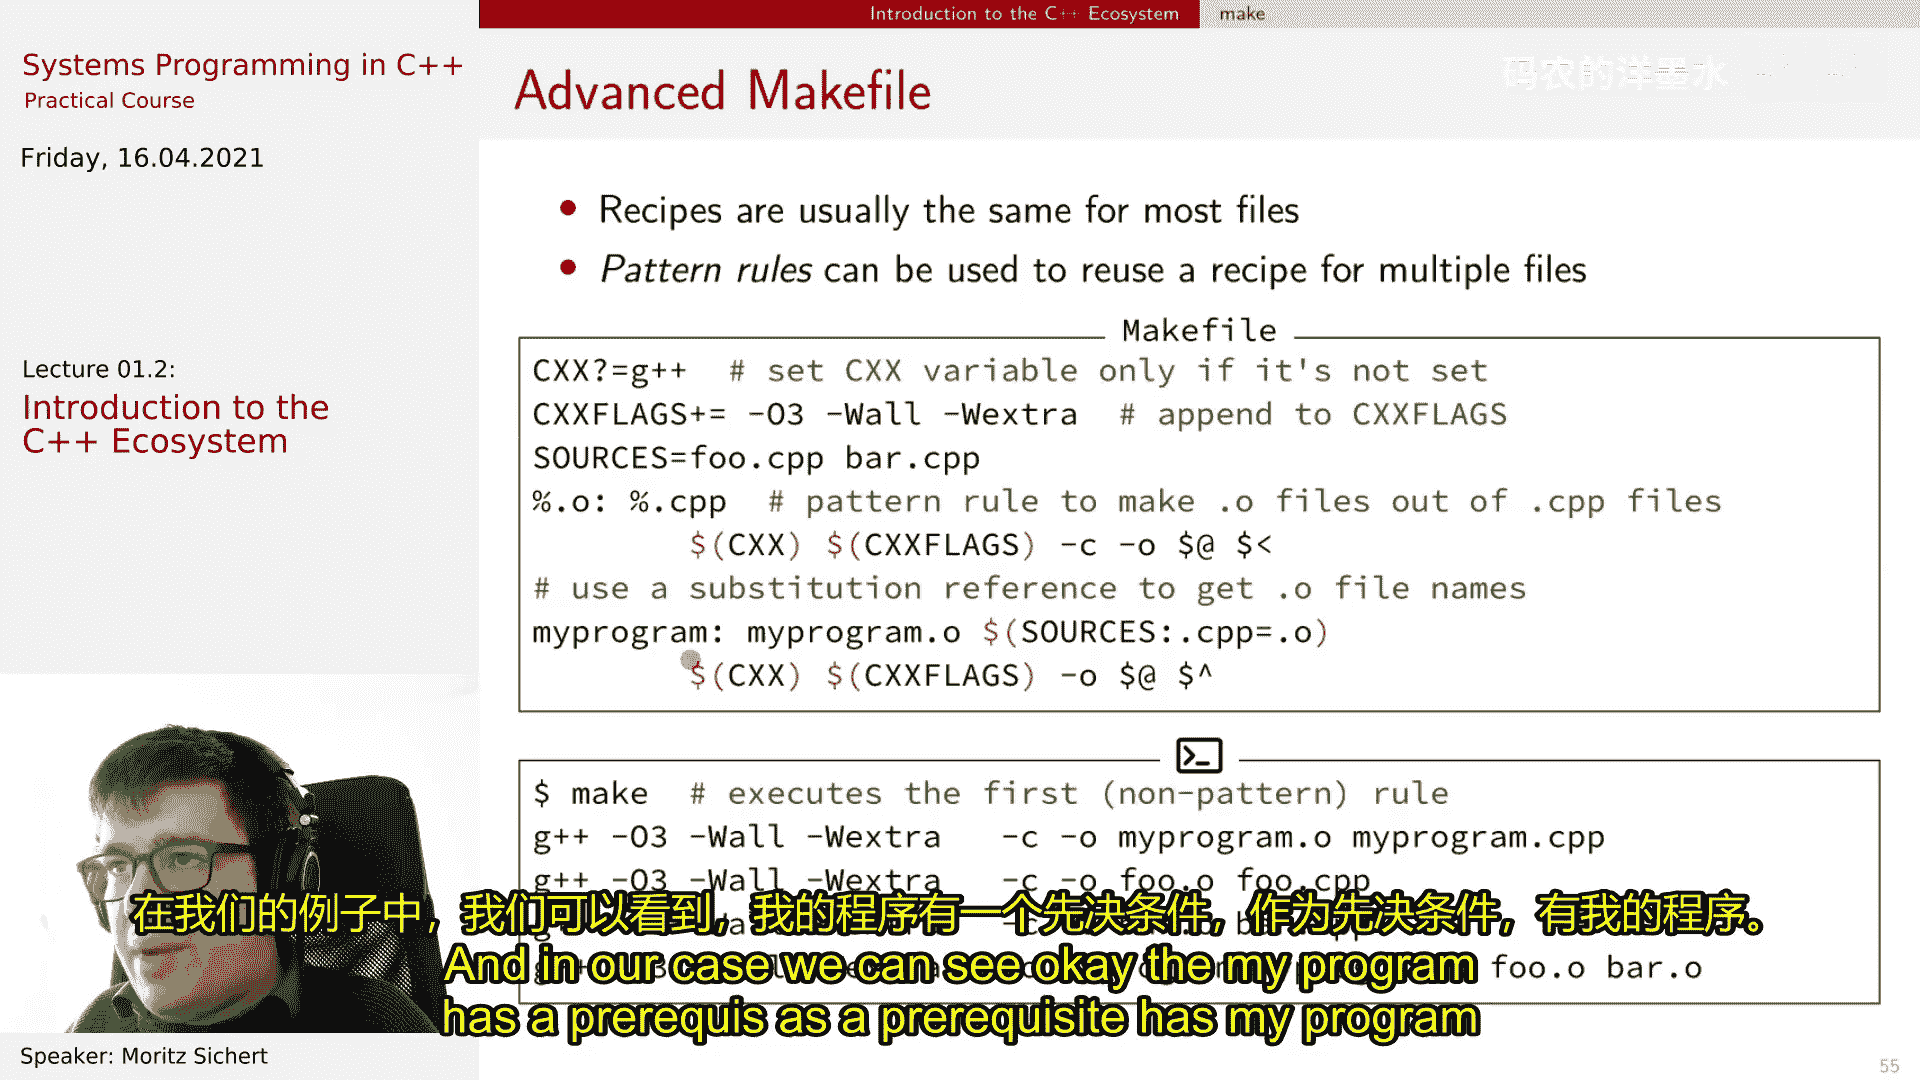 Introduction to the C++ Ecosystem
make
Systems Programming in C++
Practical Course
Friday, 16.04.2021
Lecture 01.2:
Introduction to the
C++ Ecosystem
Advanced Makefile
码农的洋墨水
Recipes are usually the same for most files
Pattern rules can be used to reuse a recipe for multiple files
Makefile
CXX?=g++ # set CXX variable only if it's not set
CXXFLAGS+= -O3 -Wall -Wextra # append to CXXFLAGS
SOURCES=foo.cpp bar.cpp
%.o: %.cpp # pattern rule to make .o files out of .cpp files
$(CXX) $(CXXFLAGS) -c -o $@ $<
# use a substitution reference to get .o file names
myprogram: myprogram.o $(SOURCES:.cpp=.o)
$(CXX) $(CXXFLAGS) -o $@ $^
$ make # executes the first (non-pattern) rule
g++ -O3 -Wall -Wextra -c -o myprogram.o myprogram.cpp
g++ -O3 -Wall -Wextra -c -o foo.o foo.cpp
foo.o bar.o
在我们的例子中，我们可以看到，我的程序有一个先决条件，作为先决条件，有我的程序。
And in our case we can see okay the my program
has a prerequis as a prerequisite has my program
Speaker: Moritz Sichert
55